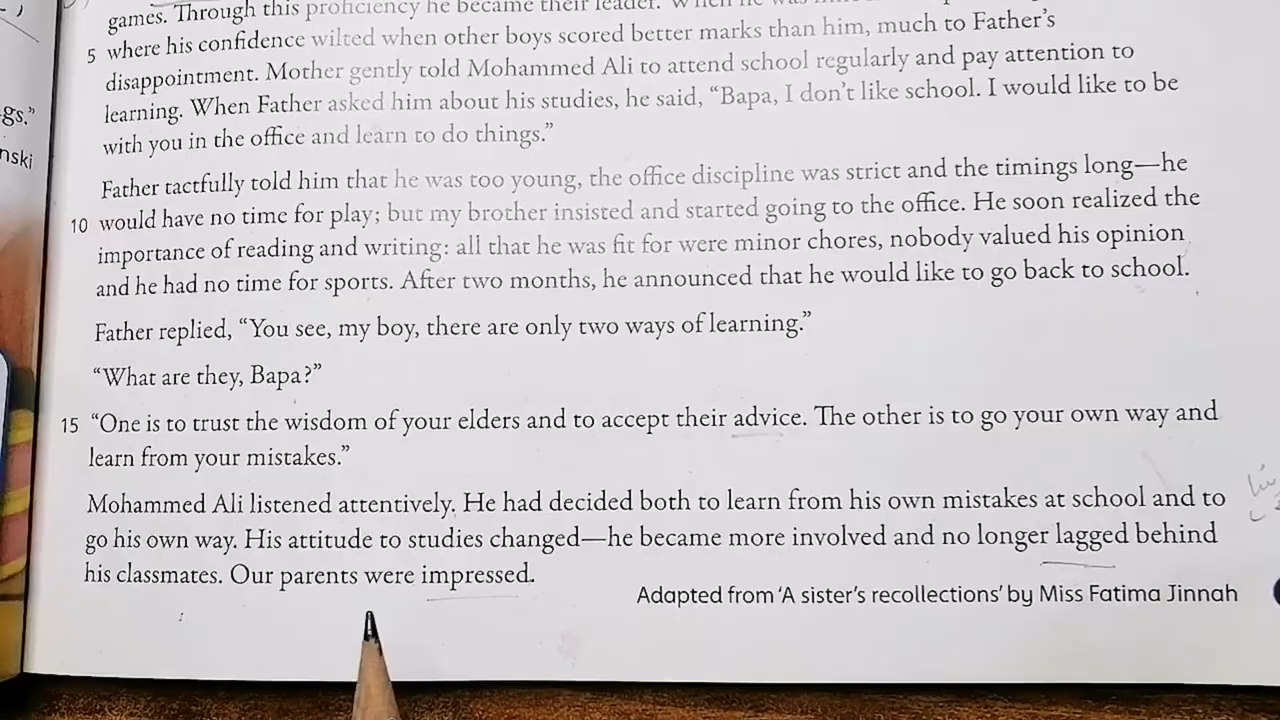 games. Through this proficiency he became their leader. When he was
5 where his confidence wilted when other boys scored better marks than him, much to Father's
disappointment. Mother gently told Mohammed Ali to attend school regularly and pay attention to
learning. When Father asked him about his studies, he said, “Bapa, I don't like school. I would like to be
with you in the office and learn to do things.”
Father tactfully told him that he was too young, the office discipline was strict and the timings long—he
10 would have no time for play; but my brother insisted and started going to the office. He soon realized the
importance of reading and writing: all that he was fit for were minor chores, nobody valued his opinion
and he had no time for sports. After two months, he announced that he would like to go back to school.
Father replied, “You see, my boy, there are only two ways of learning.”
“What are they, Bapa?”
15 “One is to trust the wisdom of your elders and to accept their advice. The other is to go your own way and
learn from your mistakes.”
Mohammed Ali listened attentively. He had decided both to learn from his own mistakes at school and to
go his own way. His attitude to studies changed—he became more involved and no longer lagged behind
his classmates. Our parents were impressed.
Adapted from ‘A sister's recollections’ by Miss Fatima Jinnah
gs.”
nski